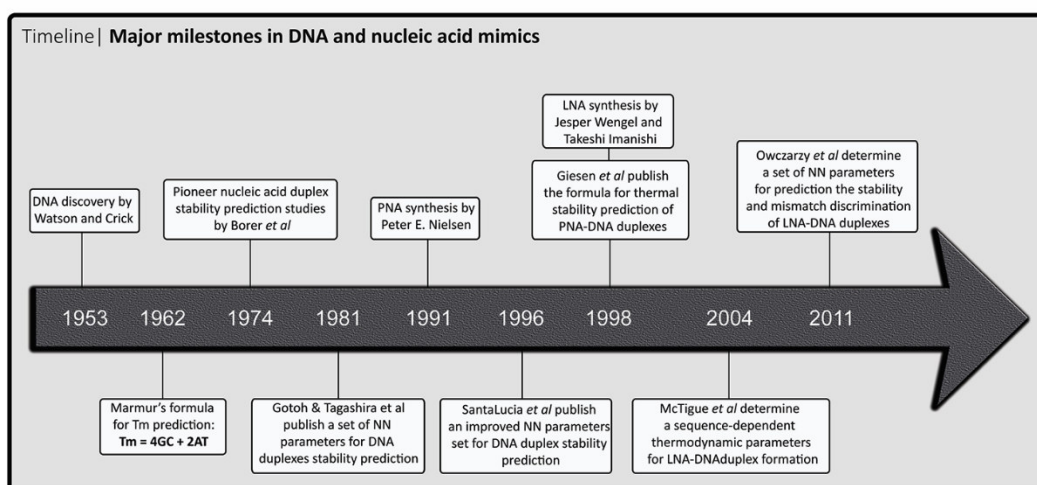 Timeline| Major milestones in DNA and nucleic acid mimics
LNA synthesis by
Jesper Wengel and
Takeshi Imanishi
DNA discovery by
Watson and Crick
Pioneer nucleic acid duplex
stability prediction studies
by Borer et al
PNA synthesis by
Peter E. Nielsen
Giesen et al publish
the formula for thermal
stability prediction of
PNA-DNA duplexes
Owczarzy et al determine
a set of NN parameters
for prediction the stability
and mismatch discrimination
of LNA-DNA duplexes
1953 1962 1974 1981 1991 1996 1998 2004 2011
Marmur's formula
for Tm prediction:
Tm = 4GC + 2AT
Gotoh & Tagashira et al
publish a set of NN
parameters for DNA
duplexes stability prediction
SantaLucia et al publish
an improved NN parameters
set for DNA duplex stability
prediction
McTigue et al determine
a sequence-dependent
thermodynamic parameters
for LNA-DNAduplex formation